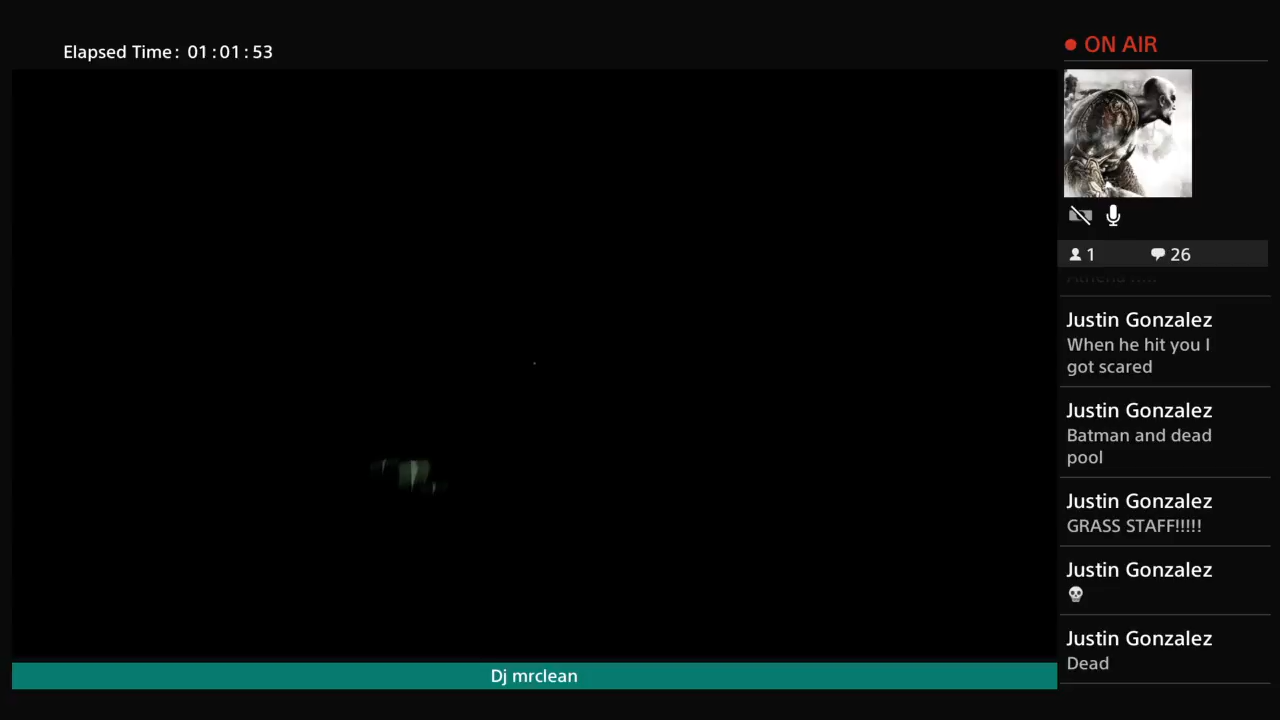 Elapsed Time: 01:01:53
ON AIR
1
26
Justin Gonzalez
When he hit you I
got scared
Justin Gonzalez
Batman and dead
pool
Justin Gonzalez
GRASS STAFF!!!!!
Justin Gonzalez
💀
Justin Gonzalez
Dead
Dj mrclean